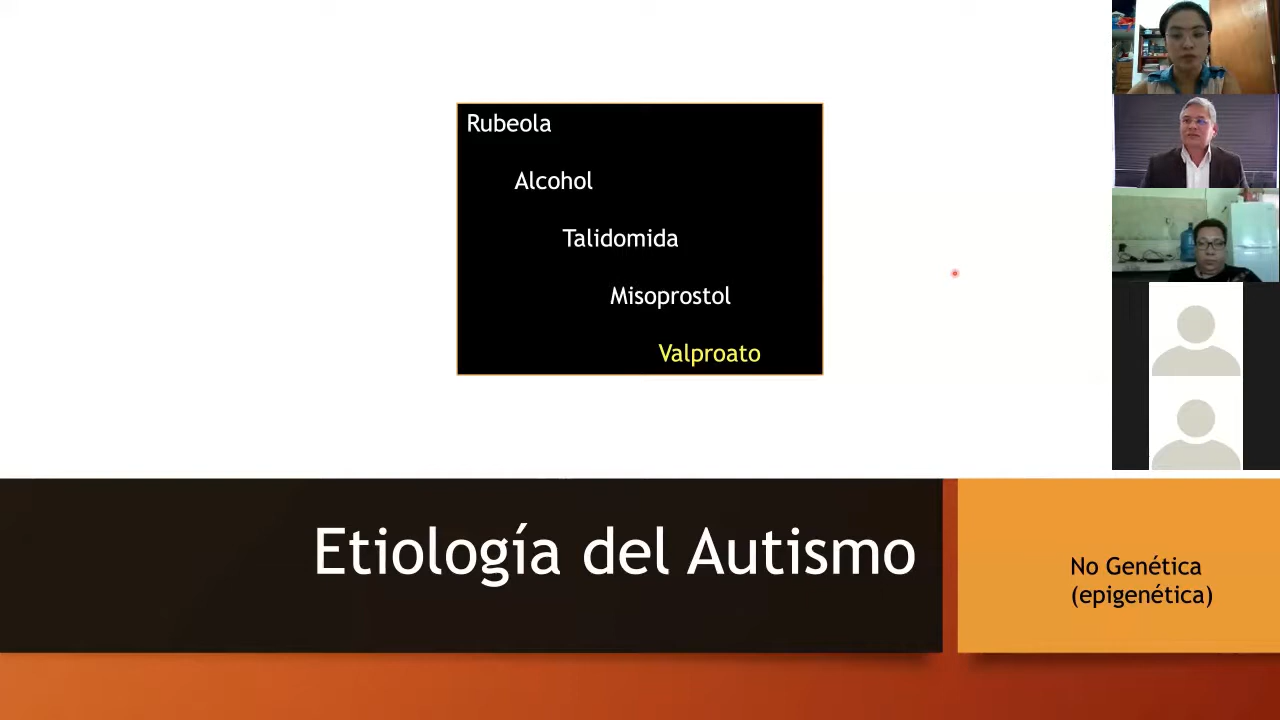 Rubeola
Alcohol
Talidomida
Misoprostol
Valproato
Etiología del Autismo
No Genética
(epigenética)